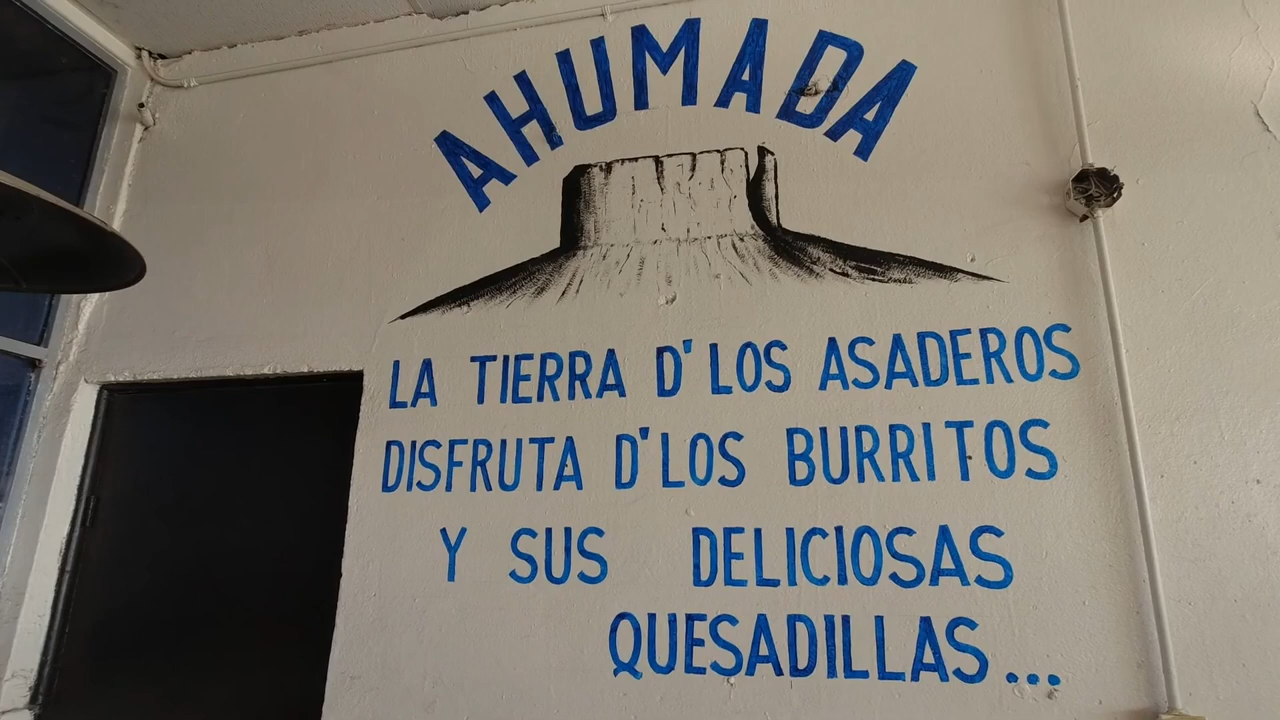 AHUMADA
LA TIERRA D' LOS ASADEROS
DISFRUTA D' LOS BURRITOS
Y SUS DELICIOSAS
QUESADILLAS...